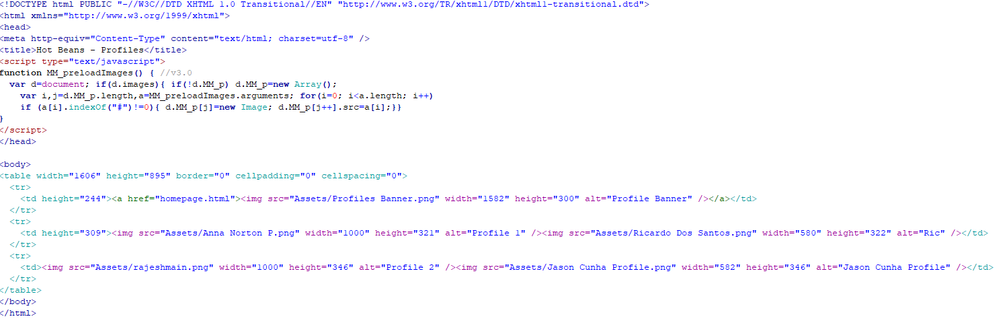 <!DOCTYPE html PUBLIC "-//W3C//DTD XHTML 1.0 Transitional//EN" "http://www.w3.org/TR/xhtml1/DTD/xhtml1-transitional.dtd">
<html xmlns="http://www.w3.org/1999/xhtml">
<head>
<meta http-equiv="Content-Type" content="text/html; charset=utf-8" />
<title>Hot Beans - Profiles</title>
<script type="text/javascript">
function MM_preloadImages() { //v3.0
  var d=document; if(d.images){ if(!d.MM_p) d.MM_p=new Array();
    var i,j=d.MM_p.length,a=MM_preloadImages.arguments; for(i=0; i<a.length; i++)
    if (a[i].indexOf("#")!=0){ d.MM_p[j]=new Image; d.MM_p[j++].src=a[i];}}
}
</script>
</head>

<body>
<table width="1606" height="895" border="0" cellpadding="0" cellspacing="0">
  <tr>
    <td height="244"><a href="homepage.html"><img src="Assets/Profiles Banner.png" width="1582" height="300" alt="Profile Banner" /></a></td>
  </tr>
  <tr>
    <td height="309"><img src="Assets/Anna Norton P.png" width="1000" height="321" alt="Profile 1" /><img src="Assets/Ricardo Dos Santos.png" width="580" height="322" alt="Ric" /></td>
  </tr>
  <tr>
    <td><img src="Assets/rajeshmain.png" width="1000" height="346" alt="Profile 2" /><img src="Assets/Jason Cunha Profile.png" width="582" height="346" alt="Jason Cunha Profile" /></td>
  </tr>
</table>
</body>
</html>